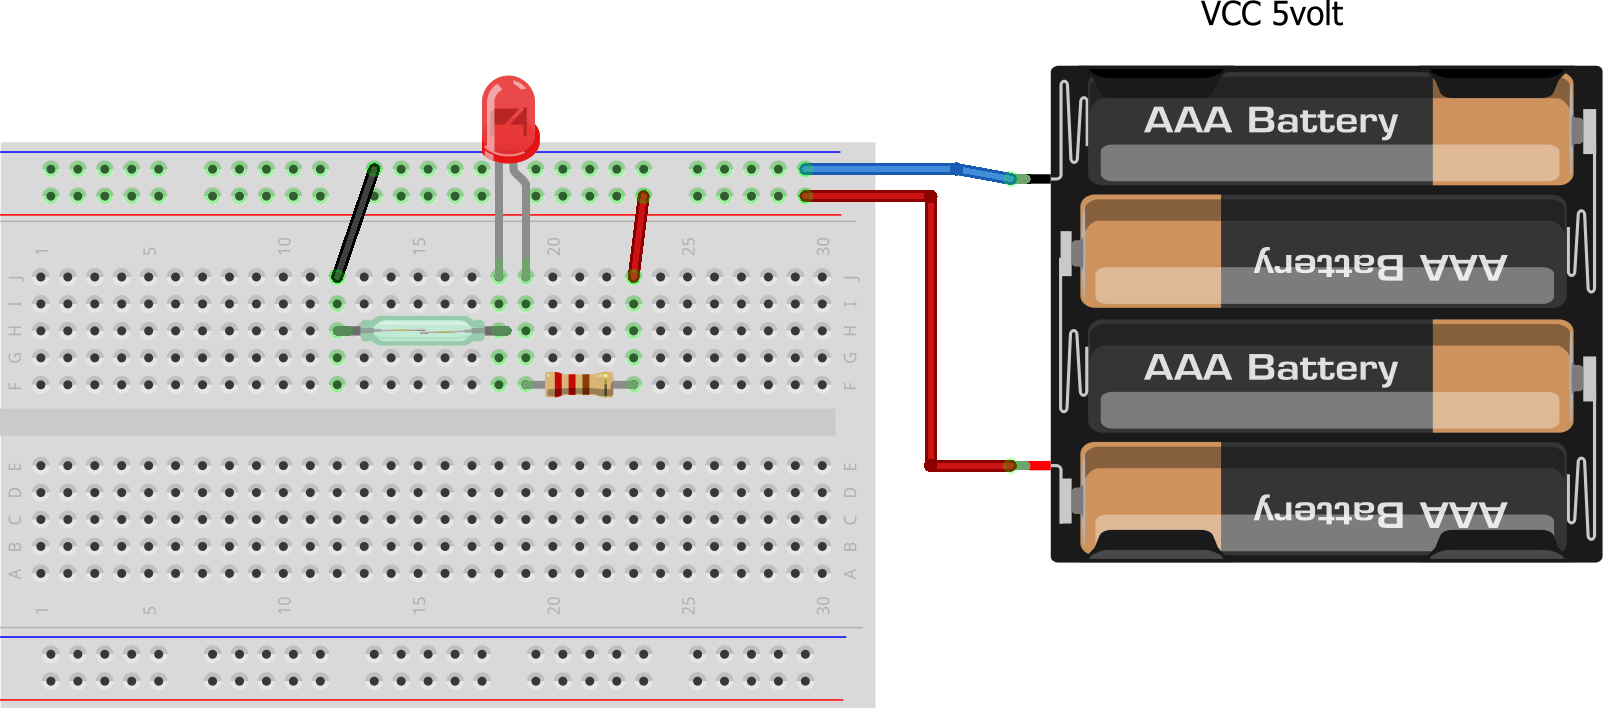 VCC 5volt
AAA Battery
AAA Battery
AAA Battery
AAA Battery
1 5 10 15 20 25 30
J J
I I
H H
G G
F F
E E
D D
C C
B B
A A
1 5 10 15 20 25 30